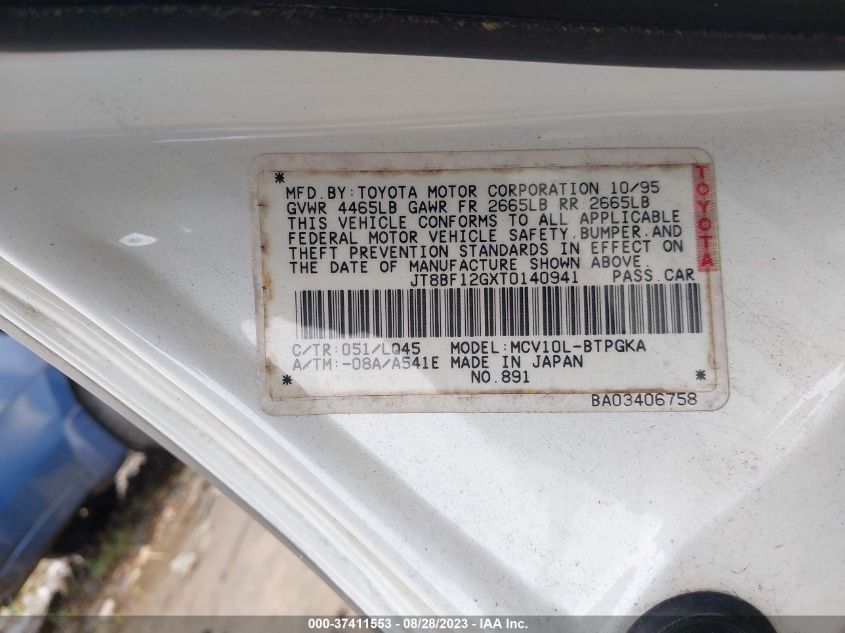 * MFD.BY:TOYOTA MOTOR CORPORATION 10/95
GVWR 4465LB GAWR FR 2665LB RR 2665LB
THIS VEHICLE CONFORMS TO ALL APPLICABLE
FEDERAL MOTOR VEHICLE SAFETY.BUMPER.AND
THEFT PREVENTION STANDARDS IN EFFECT ON
THE DATE OF MANUFACTURE SHOWN ABOVE
JT8BF12GXT0140941 PASS.CAR
TOYOTA
C/TR:051/LQ45 MODEL:MCV10L-BTPGKA
A/TM:-08A/A541E MADE IN JAPAN
* NO.891 *
BA03406758
000-37411553 - 08/28/2023 - IAA Inc.